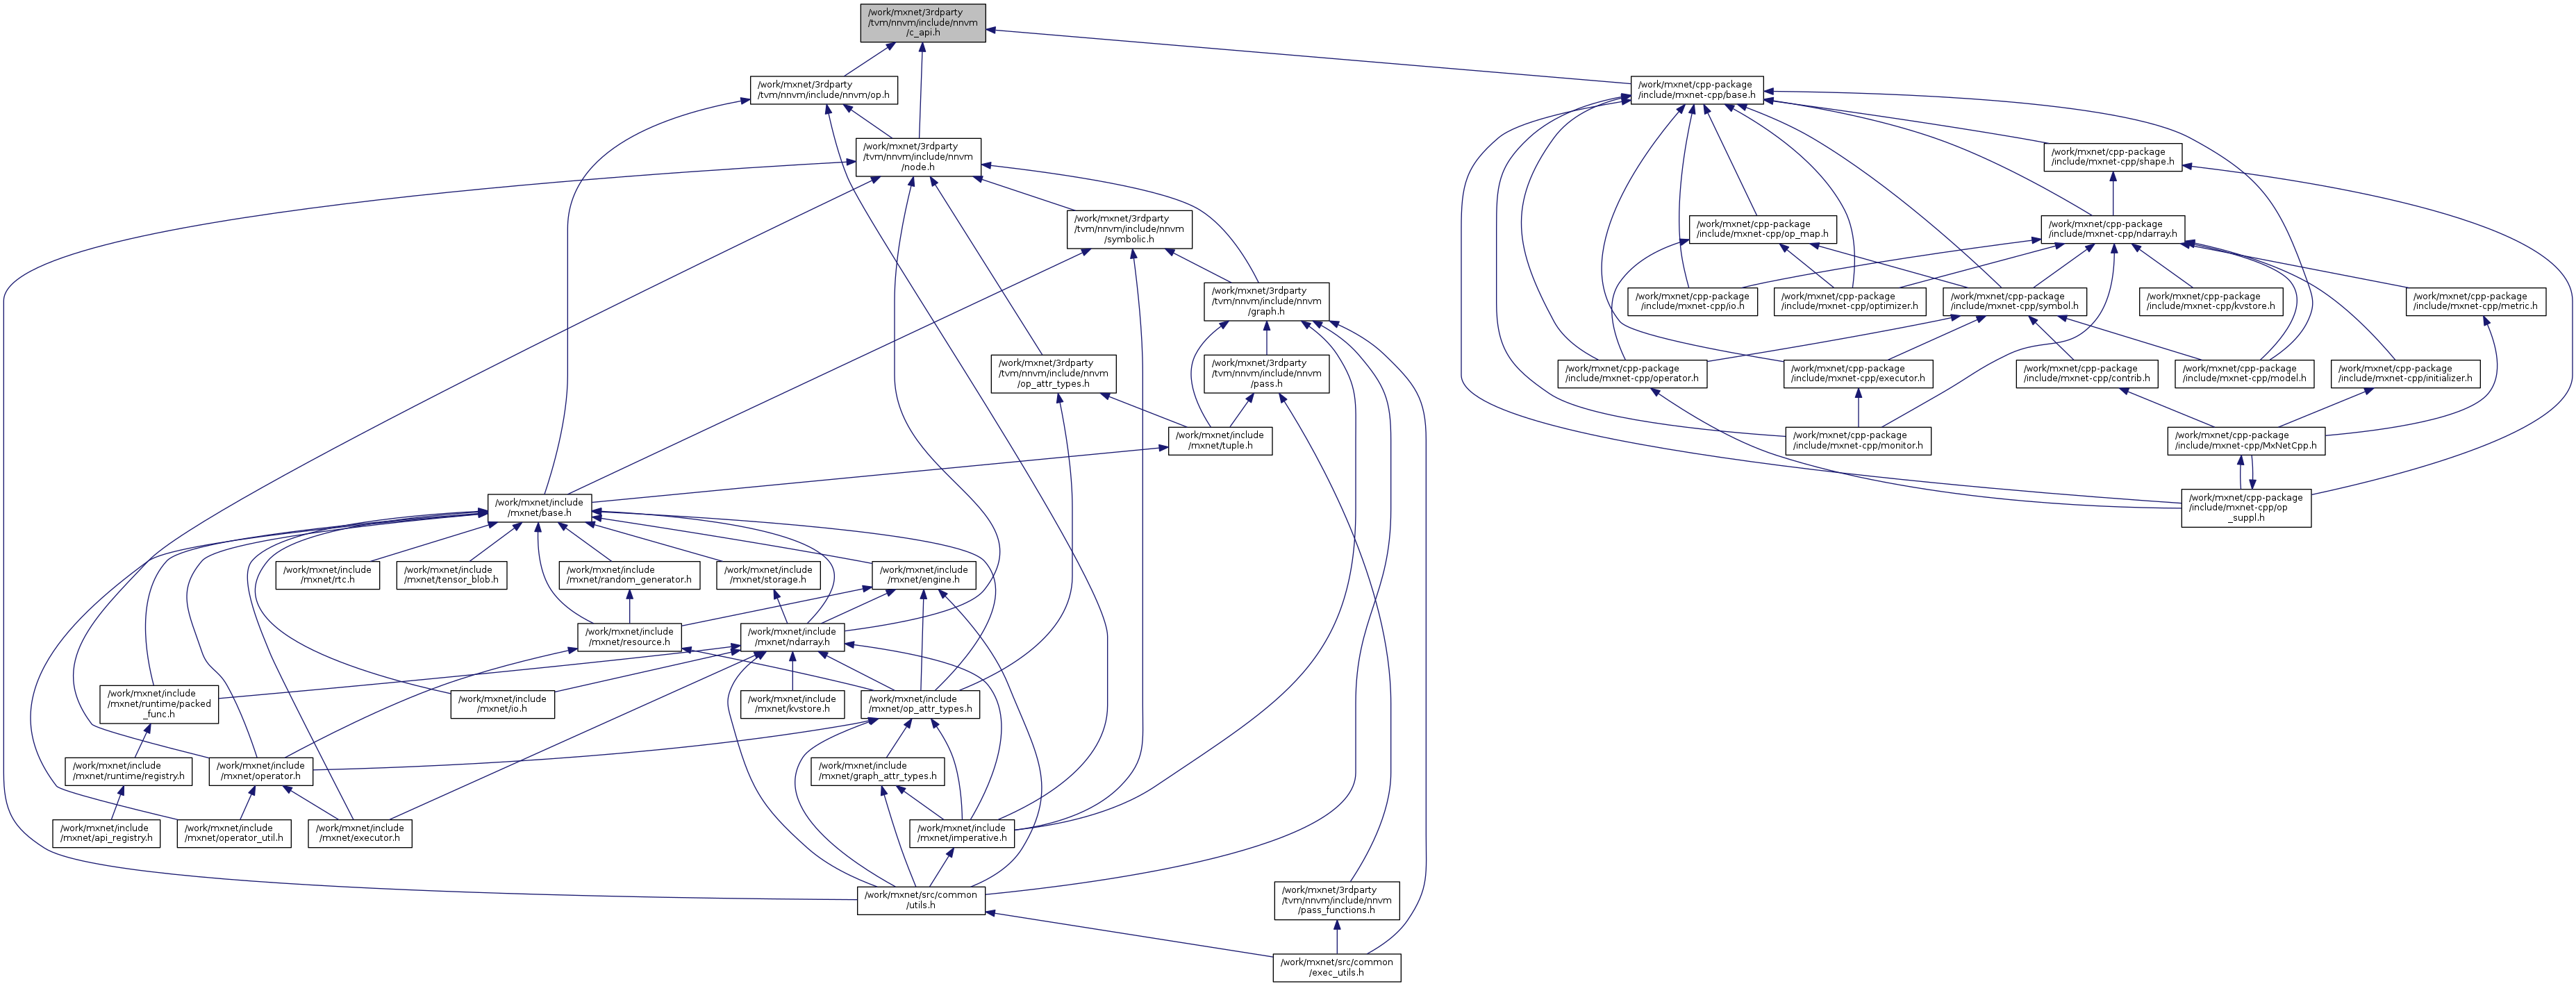 /work/mxnet/3rdparty
/tvm/nnvm/include/nnvm
/c_api.h
/work/mxnet/3rdparty
/tvm/nnvm/include/nnvm/op.h
/work/mxnet/cpp-package
/include/mxnet-cpp/base.h
/work/mxnet/3rdparty
/tvm/nnvm/include/nnvm
/node.h
/work/mxnet/cpp-package
/include/mxnet-cpp/shape.h
/work/mxnet/3rdparty
/tvm/nnvm/include/nnvm
/symbolic.h
/work/mxnet/cpp-package
/include/mxnet-cpp/op_map.h
/work/mxnet/cpp-package
/include/mxnet-cpp/ndarray.h
/work/mxnet/3rdparty
/tvm/nnvm/include/nnvm
/graph.h
/work/mxnet/cpp-package
/include/mxnet-cpp/io.h
/work/mxnet/cpp-package
/include/mxnet-cpp/optimizer.h
/work/mxnet/cpp-package
/include/mxnet-cpp/symbol.h
/work/mxnet/cpp-package
/include/mxnet-cpp/kvstore.h
/work/mxnet/cpp-package
/include/mxnet-cpp/metric.h
/work/mxnet/3rdparty
/tvm/nnvm/include/nnvm
/op_attr_types.h
/work/mxnet/3rdparty
/tvm/nnvm/include/nnvm
/pass.h
/work/mxnet/cpp-package
/include/mxnet-cpp/operator.h
/work/mxnet/cpp-package
/include/mxnet-cpp/executor.h
/work/mxnet/cpp-package
/include/mxnet-cpp/contrib.h
/work/mxnet/cpp-package
/include/mxnet-cpp/model.h
/work/mxnet/cpp-package
/include/mxnet-cpp/initializer.h
/work/mxnet/include
/mxnet/tuple.h
/work/mxnet/cpp-package
/include/mxnet-cpp/monitor.h
/work/mxnet/cpp-package
/include/mxnet-cpp/MxNetCpp.h
/work/mxnet/include
/mxnet/base.h
/work/mxnet/cpp-package
/include/mxnet-cpp/op
_suppl.h
/work/mxnet/include
/mxnet/rtc.h
/work/mxnet/include
/mxnet/tensor_blob.h
/work/mxnet/include
/mxnet/random_generator.h
/work/mxnet/include
/mxnet/storage.h
/work/mxnet/include
/mxnet/engine.h
/work/mxnet/include
/mxnet/resource.h
/work/mxnet/include
/mxnet/ndarray.h
/work/mxnet/include
/mxnet/runtime/packed
_func.h
/work/mxnet/include
/mxnet/io.h
/work/mxnet/include
/mxnet/kvstore.h
/work/mxnet/include
/mxnet/op_attr_types.h
/work/mxnet/include
/mxnet/runtime/registry.h
/work/mxnet/include
/mxnet/operator.h
/work/mxnet/include
/mxnet/graph_attr_types.h
/work/mxnet/include
/mxnet/api_registry.h
/work/mxnet/include
/mxnet/operator_util.h
/work/mxnet/include
/mxnet/executor.h
/work/mxnet/include
/mxnet/imperative.h
/work/mxnet/src/common
/utils.h
/work/mxnet/3rdparty
/tvm/nnvm/include/nnvm
/pass_functions.h
/work/mxnet/src/common
/exec_utils.h